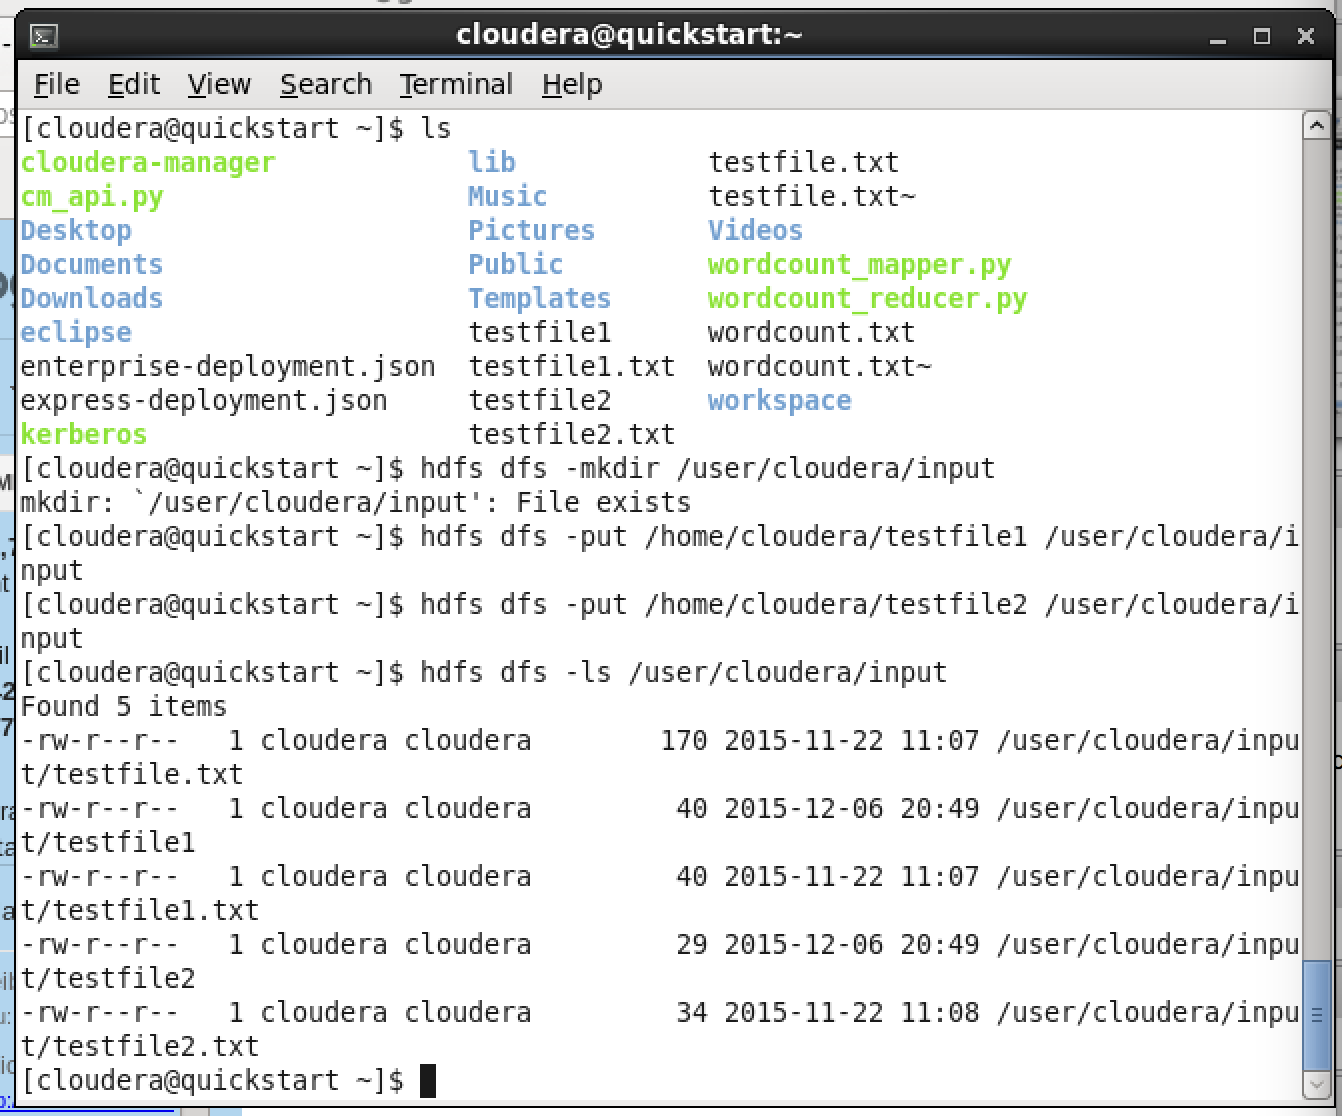 cloudera@quickstart:~
File Edit View Search Terminal Help
[cloudera@quickstart ~]$ ls
cloudera-manager lib testfile.txt
cm_api.py Music testfile.txt~
Desktop Pictures Videos
Documents Public wordcount_mapper.py
Downloads Templates wordcount_reducer.py
eclipse testfile1 wordcount.txt
enterprise-deployment.json testfile1.txt wordcount.txt~
express-deployment.json testfile2 workspace
kerberos testfile2.txt
[cloudera@quickstart ~]$ hdfs dfs -mkdir /user/cloudera/input
mkdir: `/user/cloudera/input': File exists
[cloudera@quickstart ~]$ hdfs dfs -put /home/cloudera/testfile1 /user/cloudera/i
nput
[cloudera@quickstart ~]$ hdfs dfs -put /home/cloudera/testfile2 /user/cloudera/i
nput
[cloudera@quickstart ~]$ hdfs dfs -ls /user/cloudera/input
Found 5 items
-rw-r--r-- 1 cloudera cloudera 170 2015-11-22 11:07 /user/cloudera/inpu
t/testfile.txt
-rw-r--r-- 1 cloudera cloudera 40 2015-12-06 20:49 /user/cloudera/inpu
t/testfile1
-rw-r--r-- 1 cloudera cloudera 40 2015-11-22 11:07 /user/cloudera/inpu
t/testfile1.txt
-rw-r--r-- 1 cloudera cloudera 29 2015-12-06 20:49 /user/cloudera/inpu
t/testfile2
-rw-r--r-- 1 cloudera cloudera 34 2015-11-22 11:08 /user/cloudera/inpu
t/testfile2.txt
[cloudera@quickstart ~]$